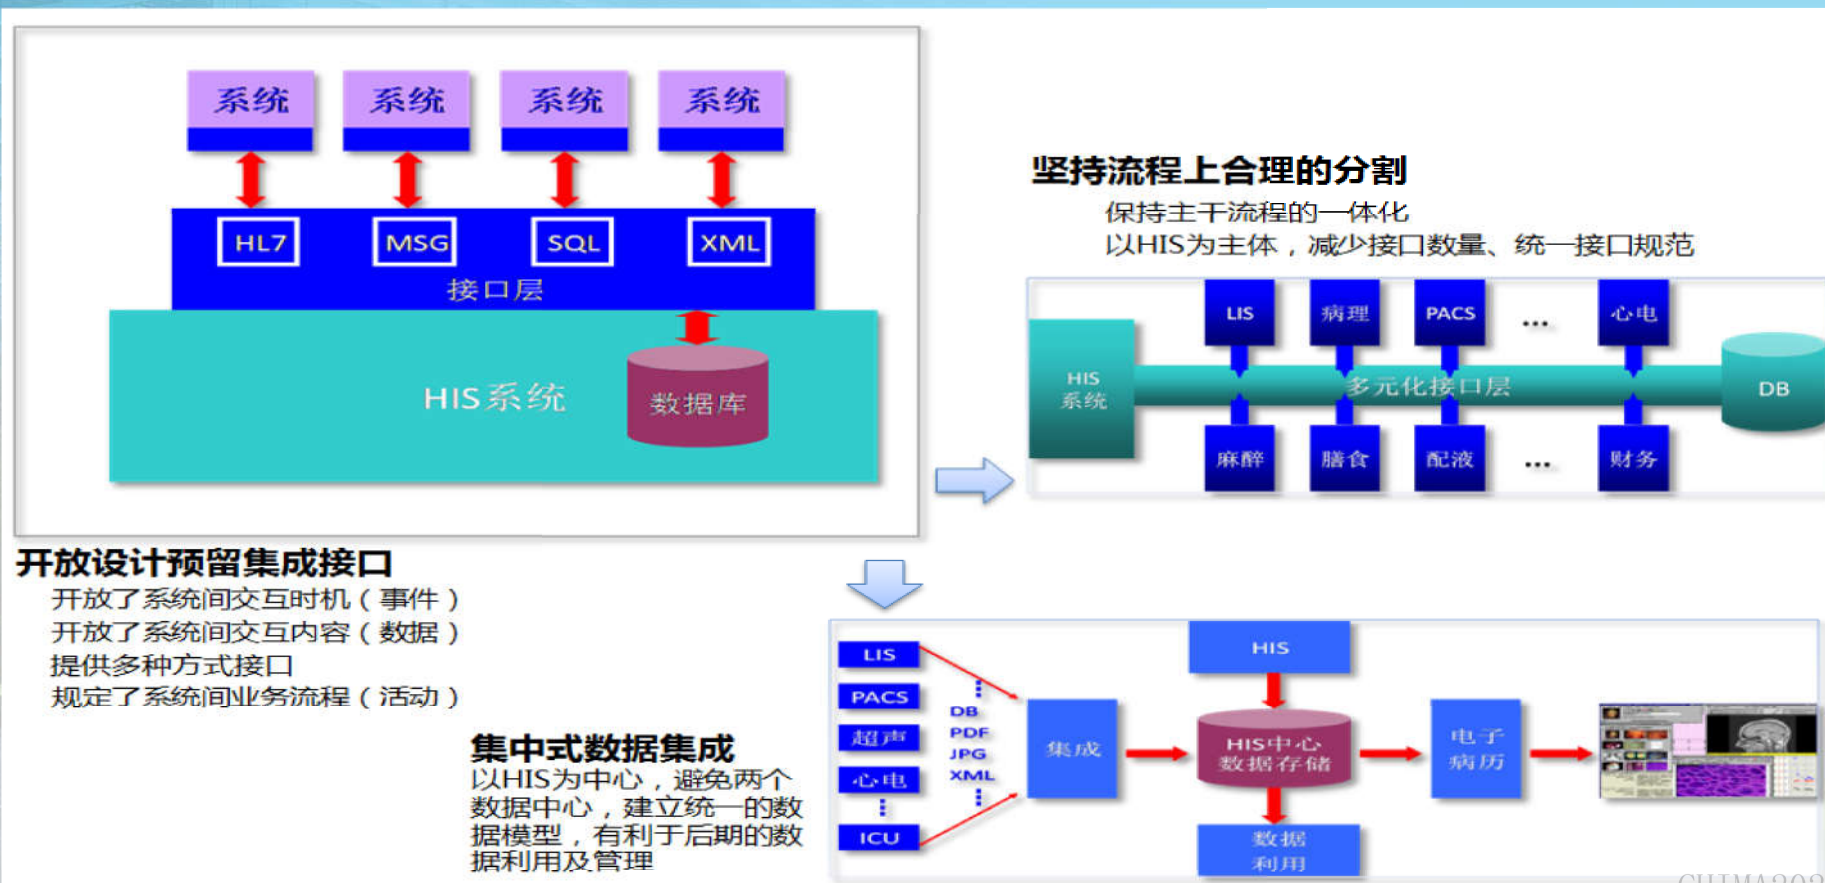 系统
系统
系统
系统
HL7
MSG
SQL
XML
接口层
HIS系统
数据库
开放设计预留集成接口
开放了系统间交互时机（事件）
开放了系统间交互内容（数据）
提供多种方式接口
规定了系统间业务流程（活动）
坚持流程上合理的分割
保持主干流程的一体化
以HIS为主体，减少接口数量、统一接口规范
LIS
病理
PACS
...
心电
HIS
系统
多元化接口层
DB
麻醉
膳食
配液
...
财务
集中式数据集成
以HIS为中心，避免两个
数据中心，建立统一的数
据模型，有利于后期的数
据利用及管理
LIS
PACS
超声
心电
ICU
DB
PDF
JPG
XML
集成
HIS
HIS中心
数据存储
数据
利用
电子
病历